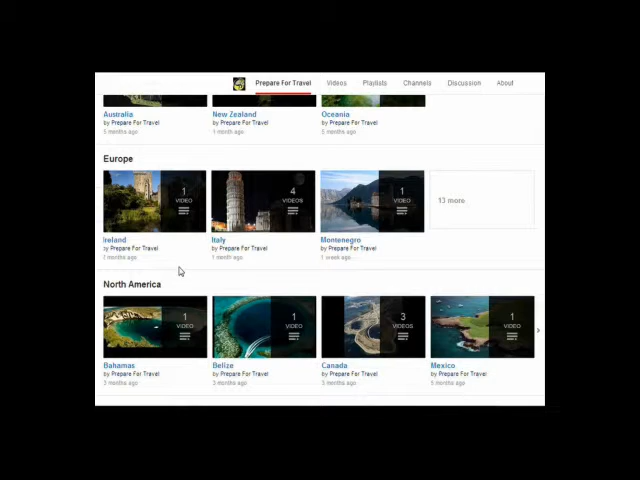 Prepare For Travel Videos Playlists Channels Discussion About
Australia New Zealand Oceania
by Prepare For Travel by Prepare For Travel by Prepare For Travel
5 months ago 1 month ago 5 months ago
Europe
1 4 1
VIDEO VIDEOS VIDEO
13 more
Ireland Italy Montenegro
by Prepare For Travel by Prepare For Travel by Prepare For Travel
months ago 1 month ago 1 week ago
North America
1 1 3 1
VIDEO VIDEO VIDEOS VIDEO
Bahamas Belize Canada Mexico
by Prepare For Travel by Prepare For Travel by Prepare For Travel by Prepare For Travel
3 months ago 3 months ago 3 months ago 5 months ago